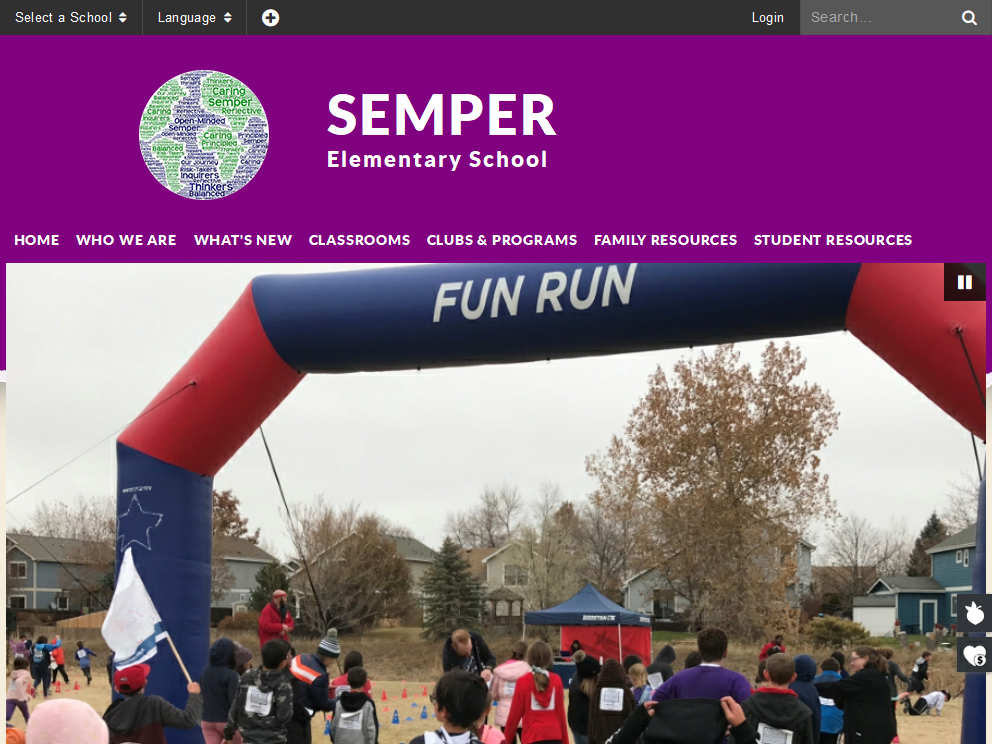 Select a School
Language
Login
Search...
Thinkers
Caring
Semper
Reflective
Open-Minded
Semper
Caring
Principled
Balanced
Our Journey
Risk-Takers
Inquirers
Thinkers
Balanced
SEMPER
Elementary School
HOME WHO WE ARE WHAT'S NEW CLASSROOMS CLUBS & PROGRAMS FAMILY RESOURCES STUDENT RESOURCES
FUN RUN